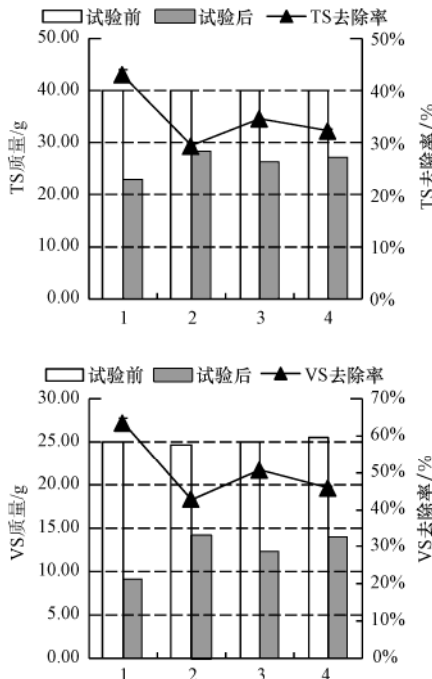 试验前 试验后 TS去除率
50.00 50%
40.00 40%
30.00 30%
20.00 20%
10.00 10%
0.00 0%
TS质量/g
TS去除率/%
1 2 3 4
试验前 试验后 VS去除率
30.00 70%
25.00 60%
20.00 50%
15.00 40%
10.00 30%
5.00 20%
0.00 10%
0%
VS质量/g
VS去除率/%
1 2 3 4